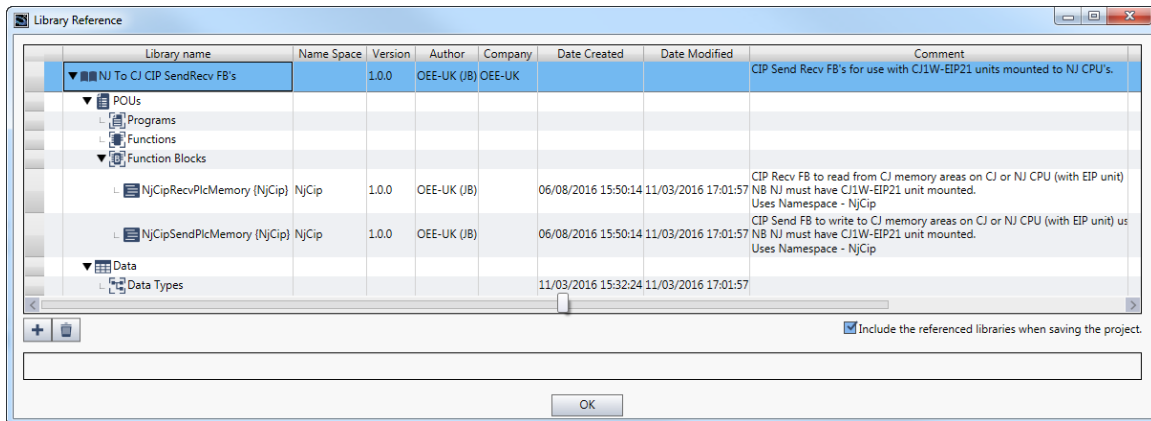 Library Reference
Library name Name Space Version Author Company Date Created Date Modified Comment
NJ To CJ CIP SendRecv FB's 1.0.0 OEE-UK (JB) OEE-UK CIP Send Recv FB's for use with CJ1W-EIP21 units mounted to NJ CPU's.
POUs
Programs
Functions
Function Blocks
CIP Recv FB to read from CJ memory areas on CJ or NJ CPU (with EIP unit)
NjCipRecvPlcMemory {NjCip} NjCip 1.0.0 OEE-UK (JB) 06/08/2016 15:50:14 11/03/2016 17:01:57 NB NJ must have CJ1W-EIP21 unit mounted.
Uses Namespace - NjCip
CIP Send FB to write to CJ memory areas on CJ or NJ CPU (with EIP unit) us
NjCipSendPlcMemory {NjCip} NjCip 1.0.0 OEE-UK (JB) 06/08/2016 15:50:14 11/03/2016 17:01:57 NB NJ must have CJ1W-EIP21 unit mounted.
Uses Namespace - NjCip
Data
Data Types 11/03/2016 15:32:24 11/03/2016 17:01:57
Include the referenced libraries when saving the project.
OK